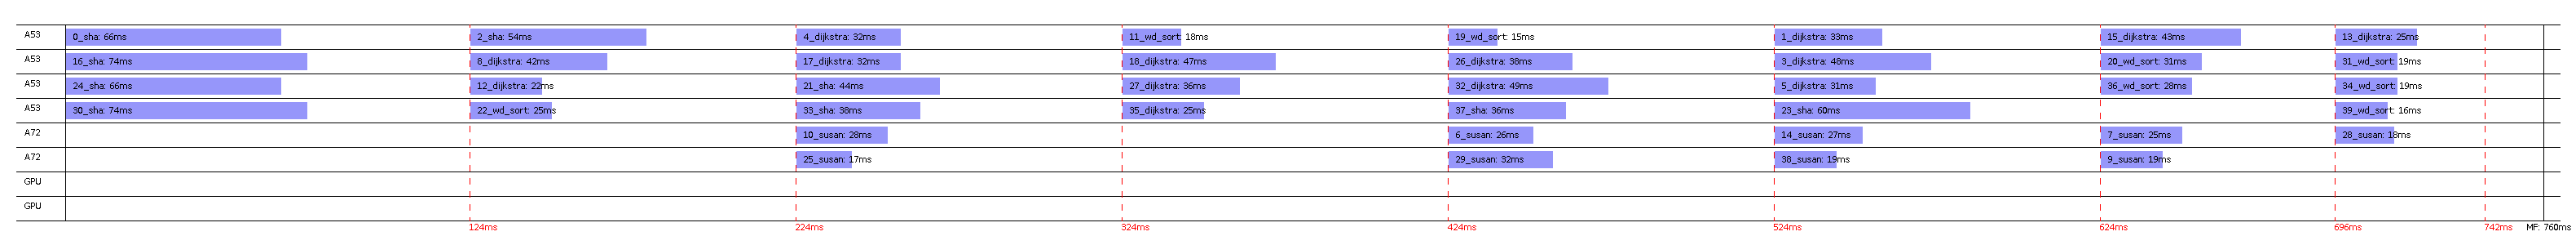 A53 0_sha: 66ms 2_sha: 54ms 4_dijkstra: 32ms 11_wd_sort: 18ms 19_wd_sort: 15ms 1_dijkstra: 33ms 15_dijkstra: 43ms 13_dijkstra: 25ms
A53 16_sha: 74ms 8_dijkstra: 42ms 17_dijkstra: 32ms 18_dijkstra: 47ms 26_dijkstra: 38ms 3_dijkstra: 48ms 20_wd_sort: 31ms 31_wd_sort: 19ms
A53 24_sha: 66ms 12_dijkstra: 22ms 21_sha: 44ms 27_dijkstra: 36ms 32_dijkstra: 49ms 5_dijkstra: 31ms 36_wd_sort: 28ms 34_wd_sort: 19ms
A53 30_sha: 74ms 22_wd_sort: 25ms 33_sha: 38ms 35_dijkstra: 25ms 37_sha: 36ms 23_sha: 60ms 39_wd_sort: 16ms
A72 10_susan: 28ms 6_susan: 26ms 14_susan: 27ms 7_susan: 25ms 28_susan: 18ms
A72 25_susan: 17ms 29_susan: 32ms 38_susan: 19ms 9_susan: 19ms
GPU
GPU
124ms 224ms 324ms 424ms 524ms 624ms 696ms 742ms MF: 760ms